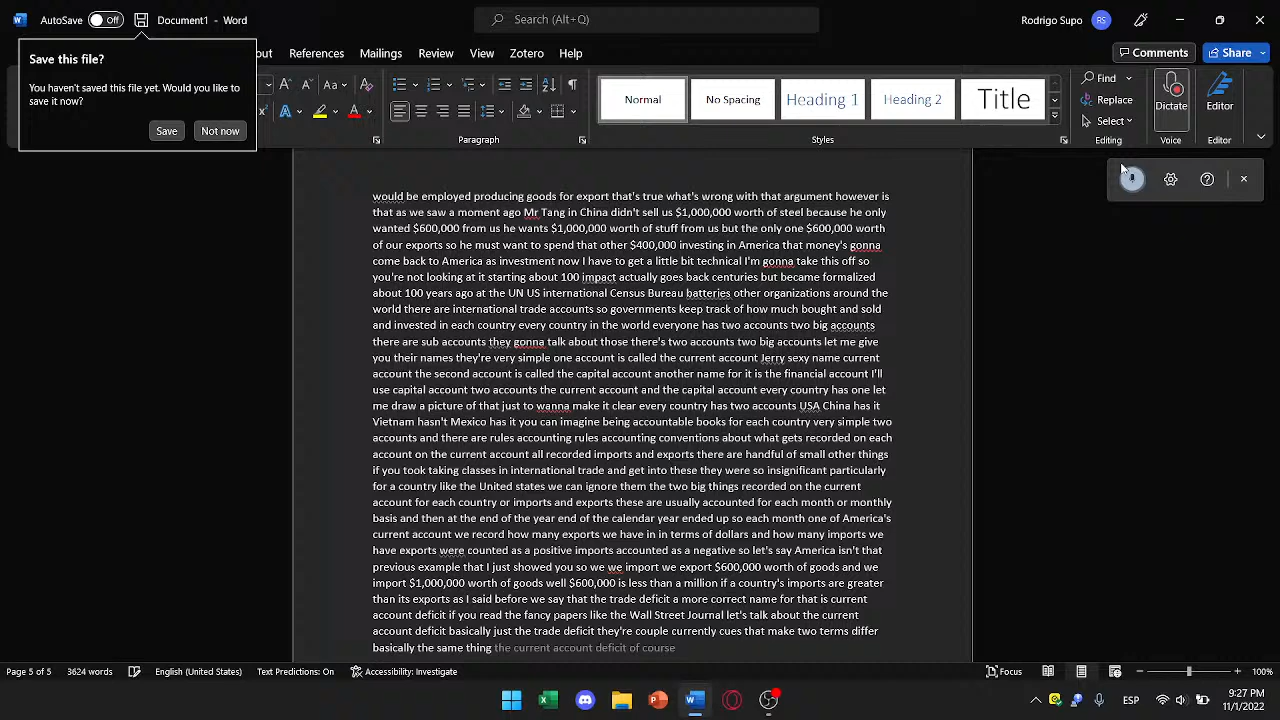 AutoSave Off Document1 - Word
Search (Alt+Q)
Rodrigo Supo RS
Save this file?
You haven't saved this file yet. Would you like to
save it now?
Save Not now
out References Mailings Review View Zotero Help
Comments Share
Normal No Spacing Heading 1 Heading 2 Title
Find
Replace
Select
Dictate
Editor
Paragraph Styles Editing Voice Editor
would be employed producing goods for export that's true what's wrong with that argument however is
that as we saw a moment ago Mr Tang in China didn't sell us $1,000,000 worth of steel because he only
wanted $600,000 from us he wants $1,000,000 worth of stuff from us but the only one $600,000 worth
of our exports so he must want to spend that other $400,000 investing in America that money's gonna
come back to America as investment now I have to get a little bit technical I'm gonna take this off so
you're not looking at it starting about 100 impact actually goes back centuries but became formalized
about 100 years ago at the UN US international Census Bureau batteries other organizations around the
world there are international trade accounts so governments keep track of how much bought and sold
and invested in each country every country in the world everyone has two accounts two big accounts
there are sub accounts they gonna talk about those there's two accounts two big accounts let me give
you their names they're very simple one account is called the current account Jerry sexy name current
account the second account is called the capital account another name for it is the financial account I'll
use capital account two accounts the current account and the capital account every country has one let
me draw a picture of that just to wanna make it clear every country has two accounts USA China has it
Vietnam hasn't Mexico has it you can imagine being accountable books for each country very simple two
accounts and there are rules accounting rules accounting conventions about what gets recorded on each
account on the current account all recorded imports and exports there are handful of small other things
if you took taking classes in international trade and get into these they were so insignificant particularly
for a country like the United states we can ignore them the two big things recorded on the current
account for each country or imports and exports these are usually accounted for each month or monthly
basis and then at the end of the year end of the calendar year ended up so each month one of America's
current account we record how many exports we have in in terms of dollars and how many imports we
have exports were counted as a positive imports accounted as a negative so let's say America isn't that
previous example that I just showed you so we we import we export $600,000 worth of goods and we
import $1,000,000 worth of goods well $600,000 is less than a million if a country's imports are greater
than its exports as I said before we say that the trade deficit a more correct name for that is current
account deficit if you read the fancy papers like the Wall Street Journal let's talk about the current
account deficit basically just the trade deficit they're couple currently cues that make two terms differ
basically the same thing the current account deficit of course
Page 5 of 5 3624 words English (United States) Text Predictions: On Accessibility: Investigate Focus 100%
ESP
9:27 PM
11/1/2022